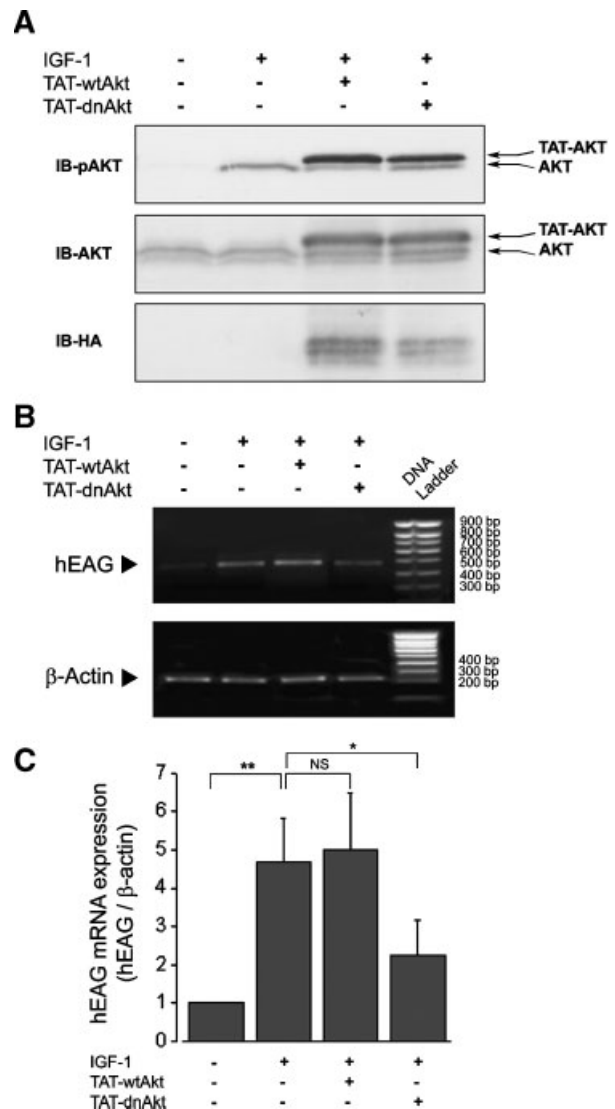 A
IGF-1 - + + +
TAT-wtAkt - - + -
TAT-dnAkt - - - +
IB-pAKT
TAT-AKT
AKT
IB-AKT
TAT-AKT
AKT
IB-HA
B
IGF-1 - + + +
TAT-wtAkt - - + -
TAT-dnAkt - - - +
DNA
Ladder
hEAG
900 bp
800 bp
700 bp
600 bp
500 bp
400 bp
300 bp
β-Actin
400 bp
300 bp
200 bp
C
** NS *
hEAG mRNA expression
(hEAG / β-actin)
7
6
5
4
3
2
1
0
IGF-1 - + + +
TAT-wtAkt - - + -
TAT-dnAkt - - - +